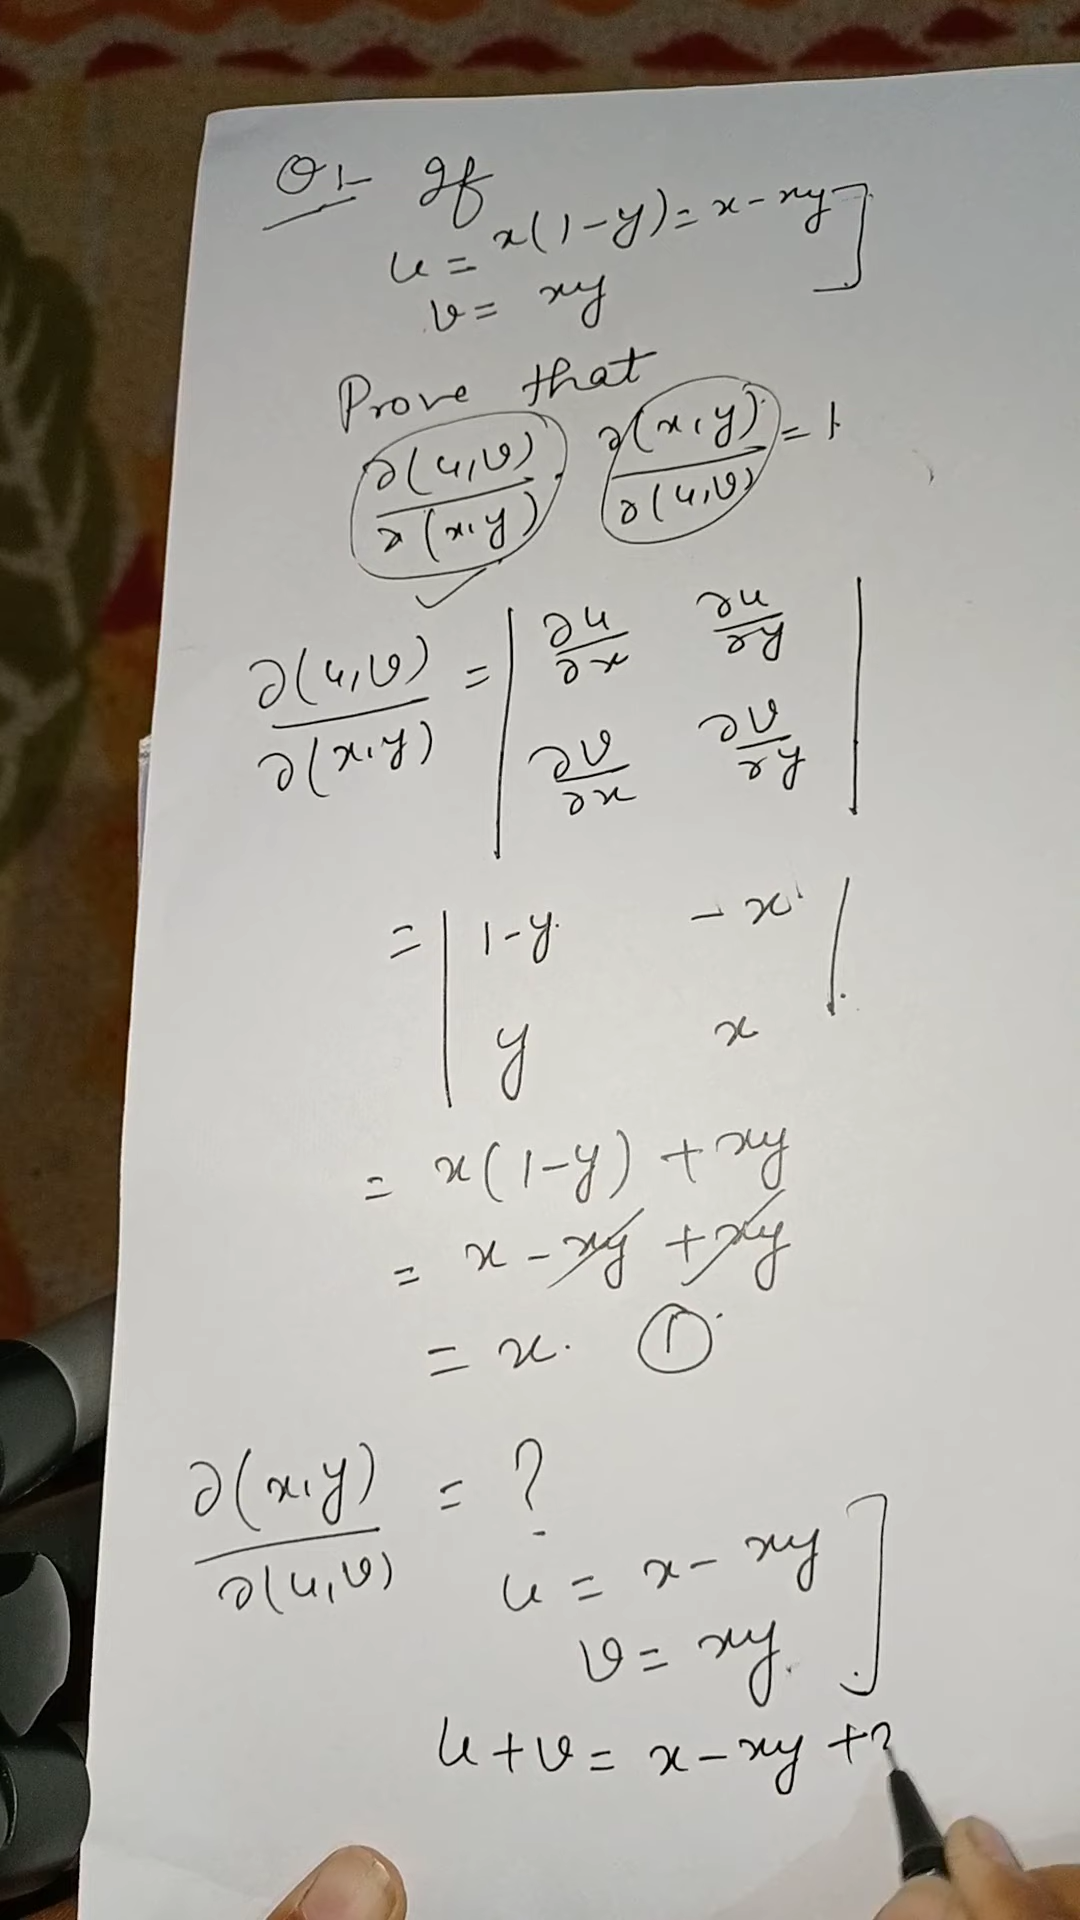 Q1- If
u = x(1-y) = x - xy ]
v = xy
Prove that
∂(u,v)/∂(x,y) · ∂(x,y)/∂(u,v) = 1
∂(u,v)/∂(x,y) = | ∂u/∂x ∂u/∂y |
| ∂v/∂x ∂v/∂y |
= | 1-y -x |
| y x |
= x(1-y) + xy
= x - xy + xy
= x. ①
∂(x,y)/∂(u,v) = ?
u = x - xy ]
v = xy.
u+v = x - xy +